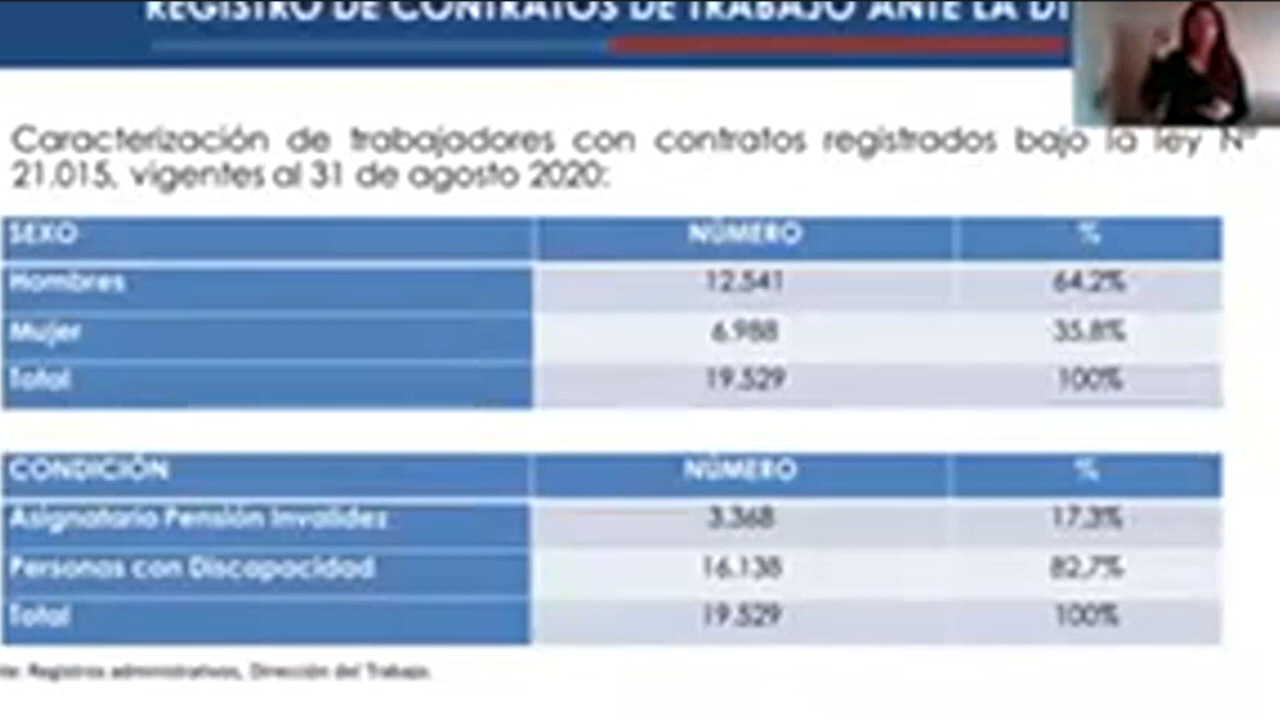 REGISTRO DE CONTRATOS DE TRABAJO ANTE LA DT
Caracterización de trabajadores con contratos registrados bajo la ley N°
21.015, vigentes al 31 de agosto 2020:
SEXO NÚMERO %
Hombres 12.541 64,2%
Mujer 6.988 35,8%
Total 19.529 100%
CONDICIÓN NÚMERO %
Asignatario Pensión Invalidez 3.368 17,3%
Personas con Discapacidad 16.138 82,7%
Total 19.529 100%
Registros administrativos, Dirección del Trabajo.